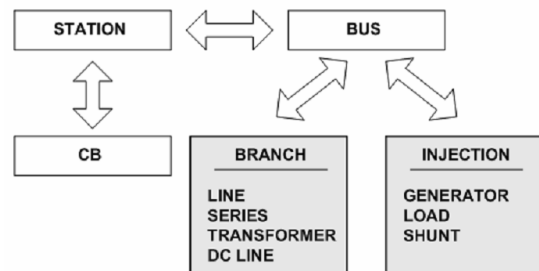 STATION
BUS
CB
BRANCH
LINE
SERIES
TRANSFORMER
DC LINE
INJECTION
GENERATOR
LOAD
SHUNT